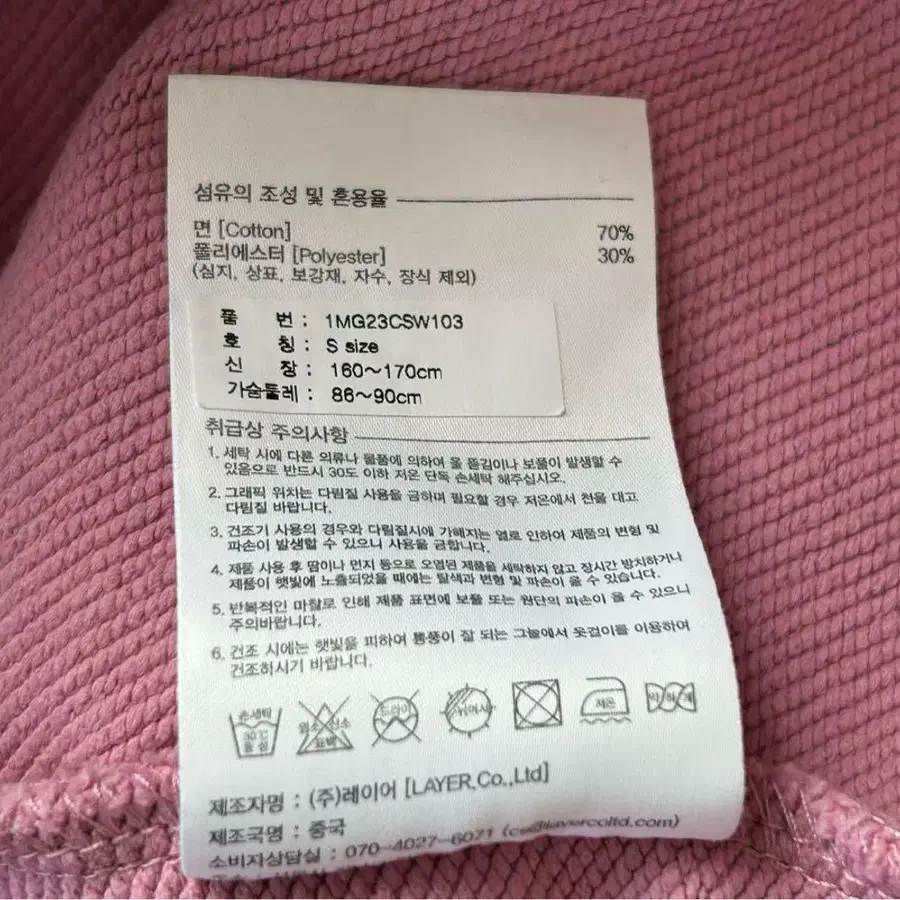 섬유의 조성 및 혼용율
면 [Cotton] 70%
폴리에스터 [Polyester] 30%
(심지, 상표, 보강재, 자수, 장식 제외)
품 번 : 1MG23CSW103
호 칭 : S size
신 장 : 160~170cm
가슴둘레 : 86~90cm
취급상 주의사항
1. 세탁 시에 다른 의류나 물품에 의하여 올 뜯김이나 보풀이 발생할 수
있음으로 반드시 30도 이하 저온 단독 손세탁 해주십시오.
2. 그래픽 위치는 다림질 사용을 금하며 필요할 경우 저온에서 천을 대고
다림니 바랍니다.
3. 건조기 사용의 경우와 다림질시에 가해지는 열로 인하여 제품의 변형 및
파손이 발생할 수 있으니 사용을 금합니다.
4. 제품 사용 후 땀이나 먼지 등으로 오염된 제품을 세탁하지 않고 장시간 방치하거나
제품이 햇빛에 노출되었을 때에는 탈색과 변형 및 파손이 올 수 있습니다.
5. 반복적인 마찰로 인해 제품 표면에 보풀 또는 원단의 파손이 올 수 있으니
주의바랍니다.
6. 건조 시에는 햇빛을 피하여 통풍이 잘 되는 그늘에서 옷걸이를 이용하여
건조하시기 바랍니다.
손세탁 30℃ 중성
염소 산소 표백
드라이
뉘어서
저온
약하게
제조자명 : (주)레이어 [LAYER.Co.,Ltd]
제조국명 : 중국
소비자상담실 : 070-4027-6071 (cs@layercoltd.com)